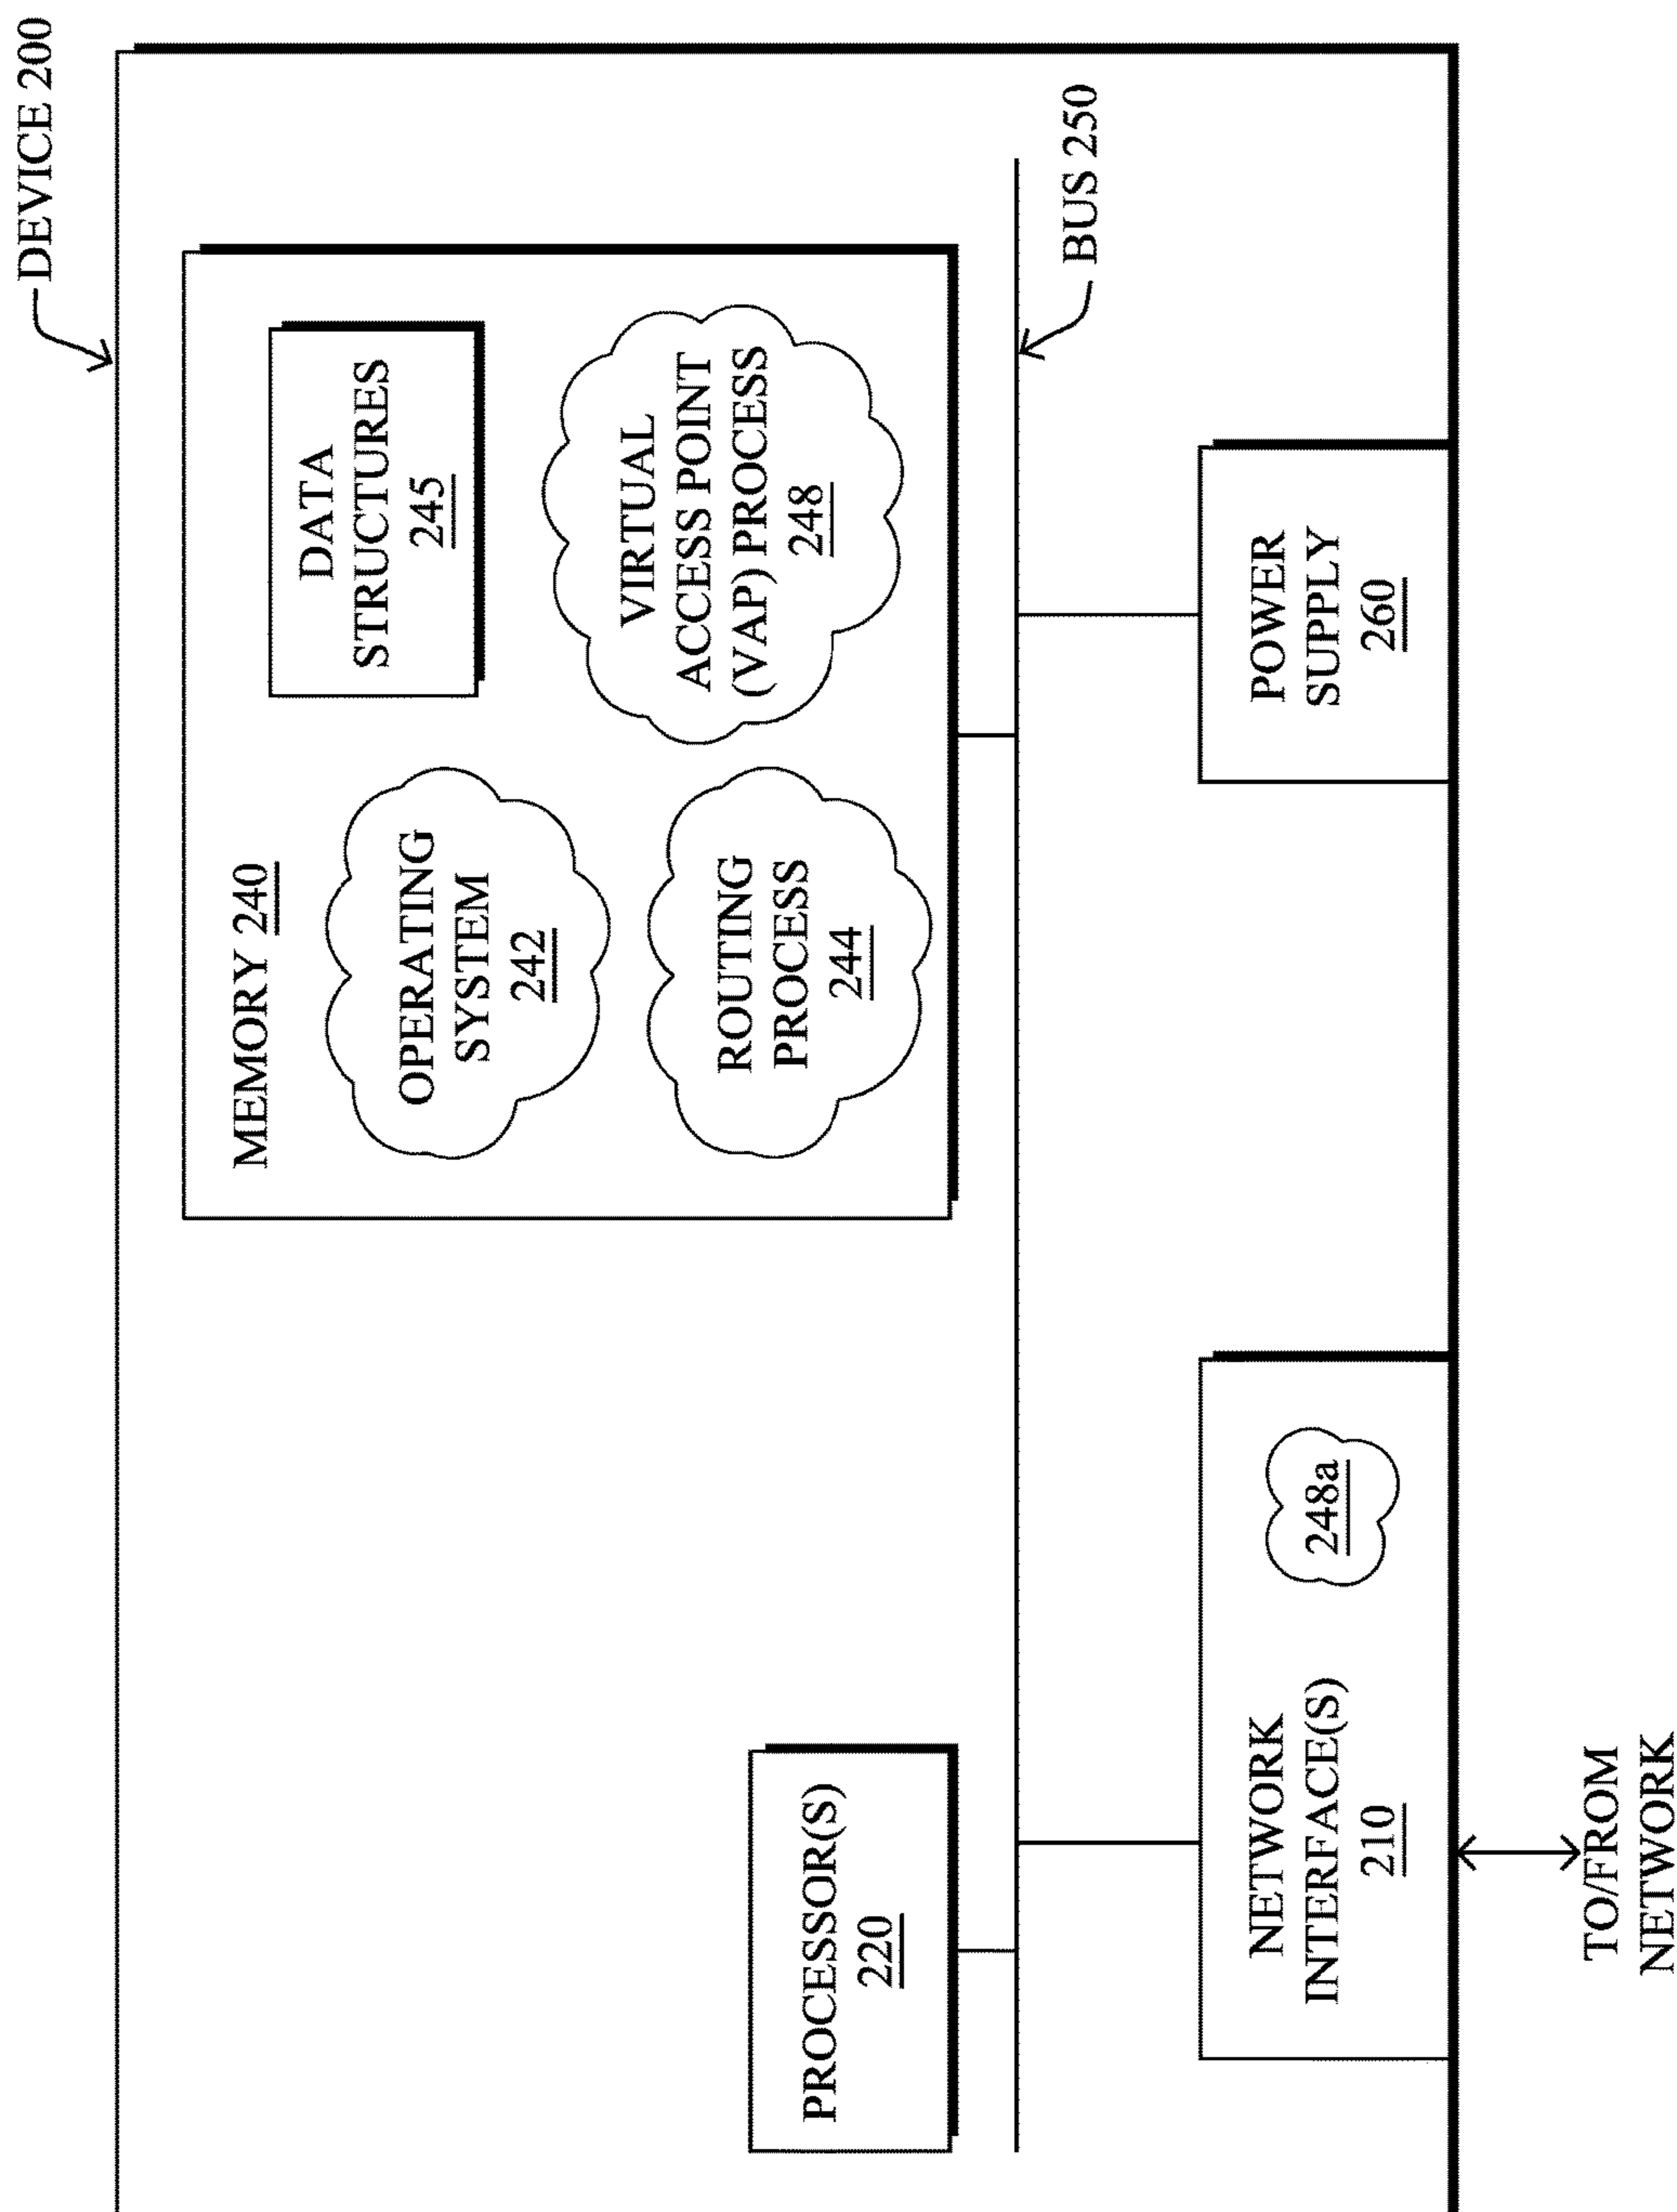 DEVICE 200
MEMORY 240
OPERATING
SYSTEM
242
DATA
STRUCTURES
245
ROUTING
PROCESS
244
VIRTUAL
ACCESS POINT
(VAP) PROCESS
248
PROCESSOR(S)
220
BUS 250
NETWORK
INTERFACE(S)
210
248a
POWER
SUPPLY
260
TO/FROM
NETWORK